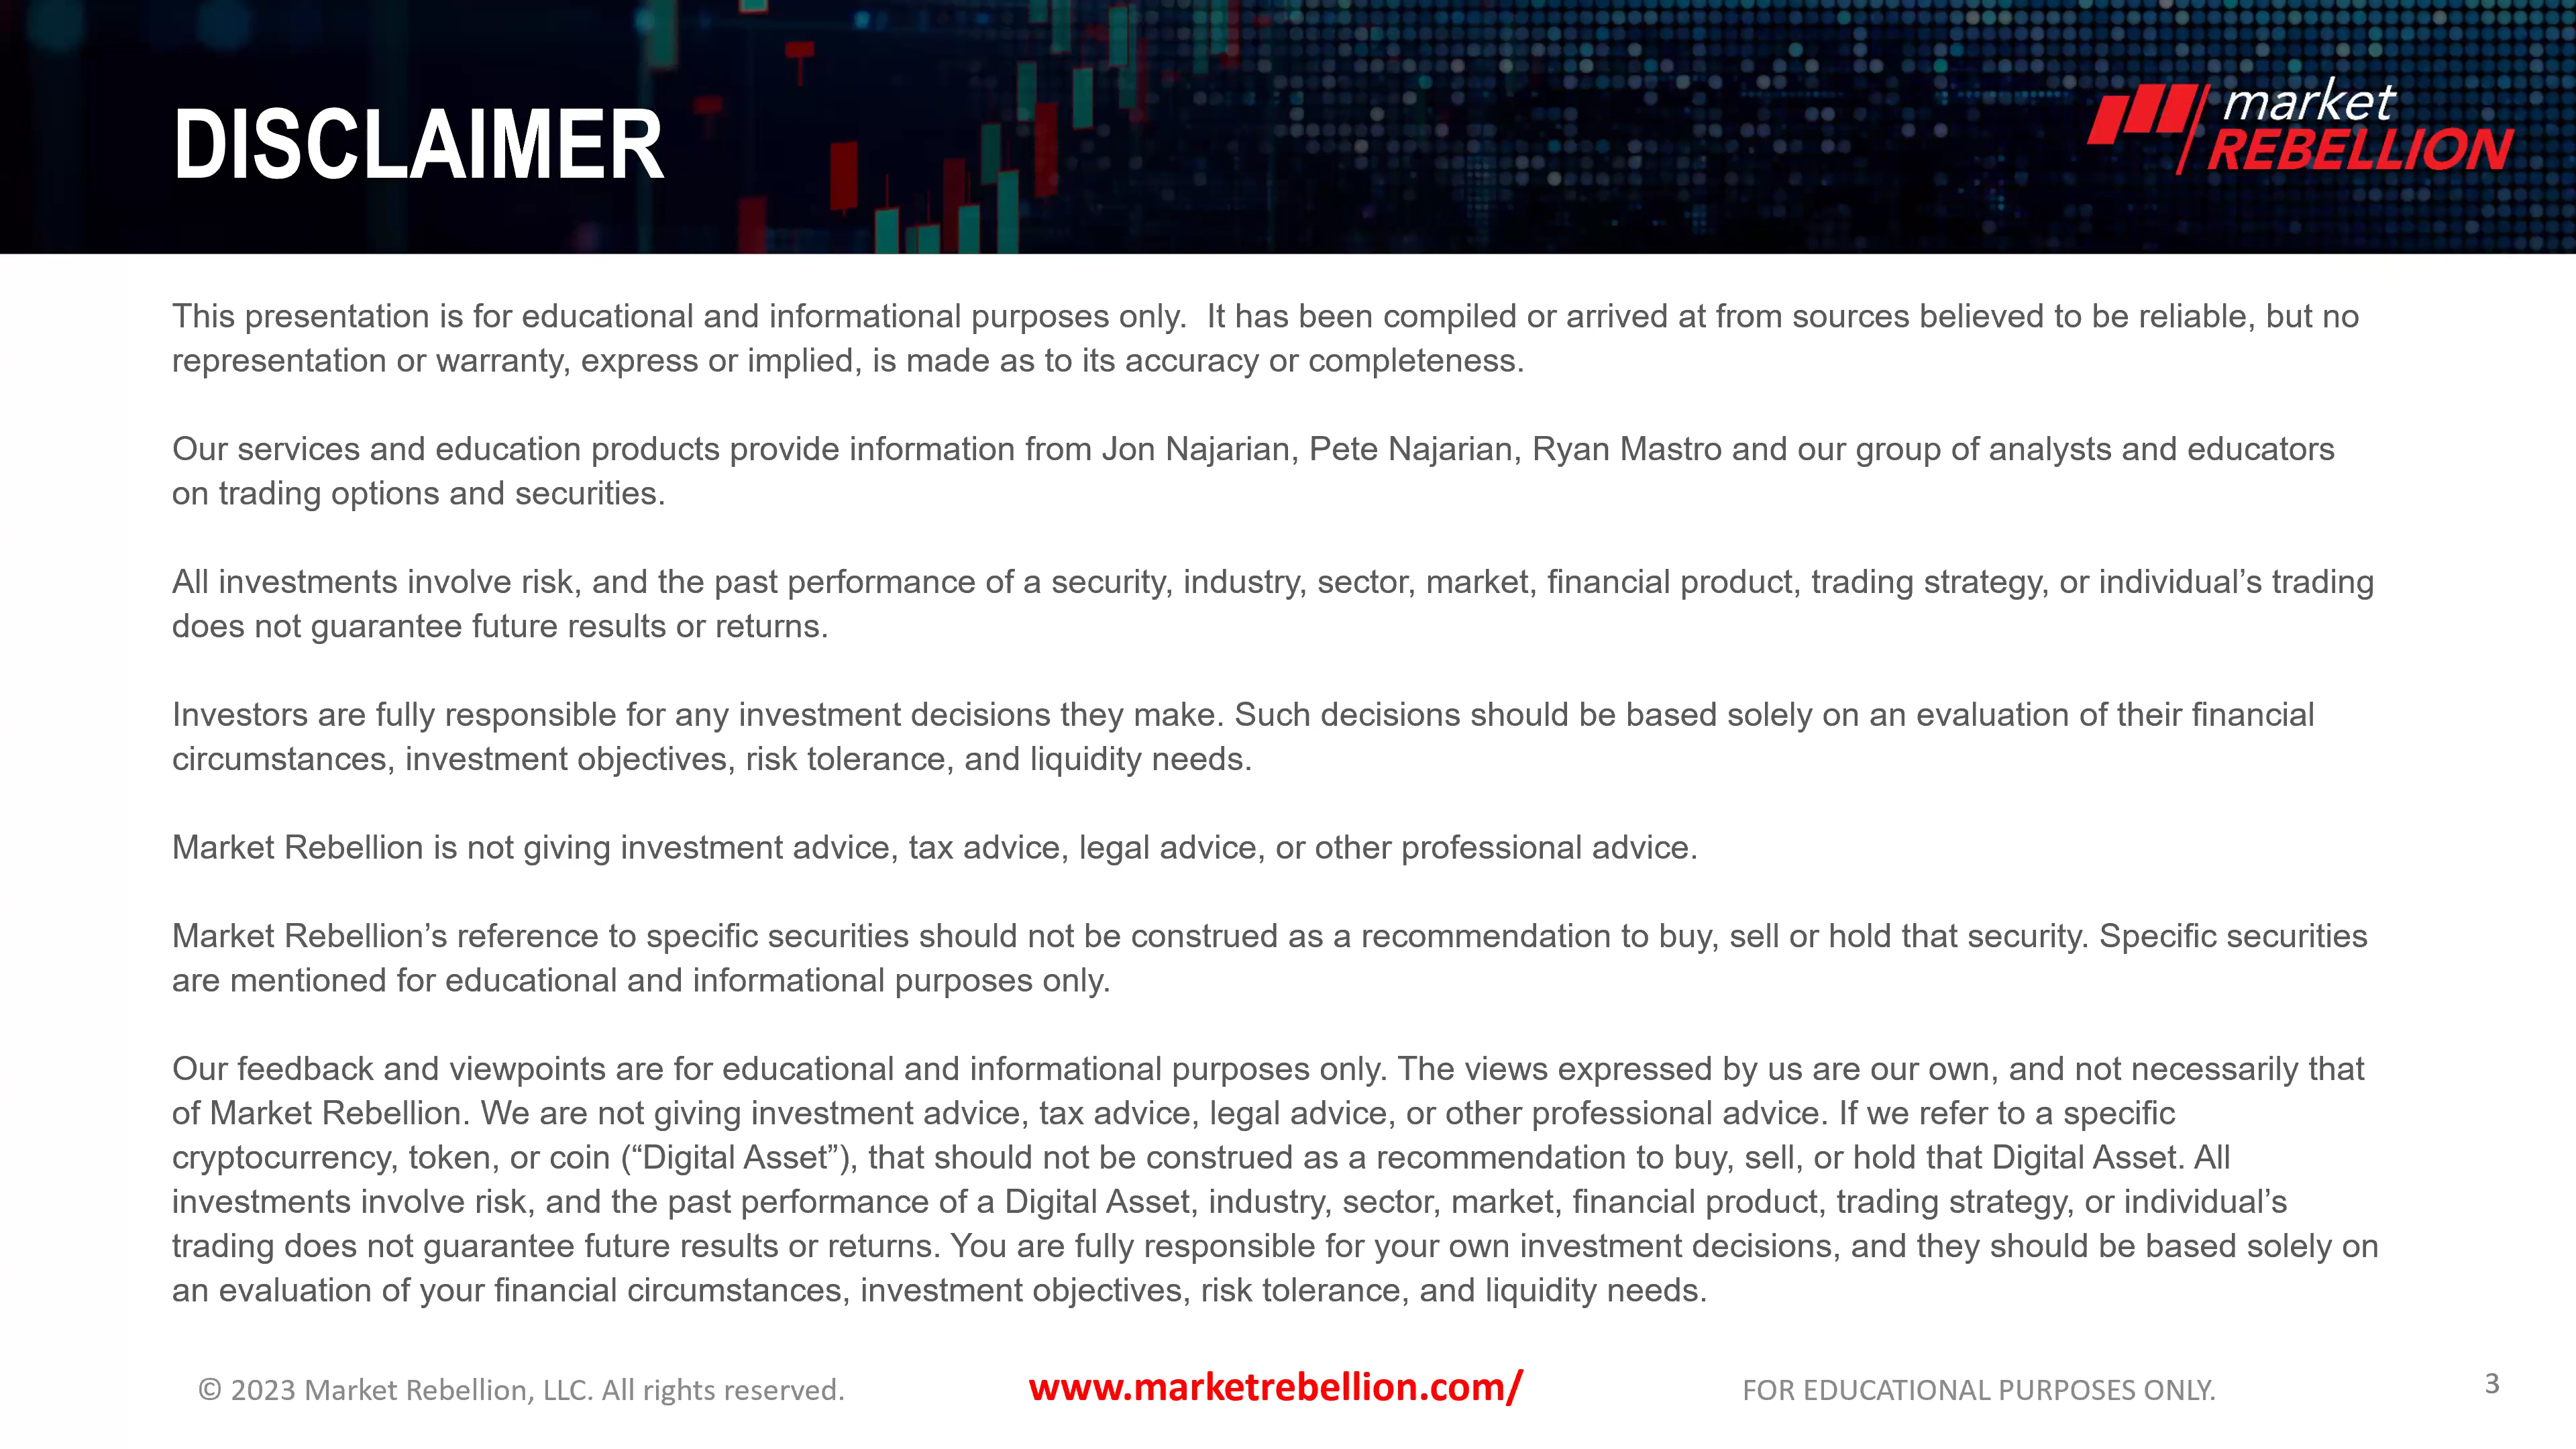 DISCLAIMER
market
REBELLION
This presentation is for educational and informational purposes only.  It has been compiled or arrived at from sources believed to be reliable, but no
representation or warranty, express or implied, is made as to its accuracy or completeness.
Our services and education products provide information from Jon Najarian, Pete Najarian, Ryan Mastro and our group of analysts and educators
on trading options and securities.
All investments involve risk, and the past performance of a security, industry, sector, market, financial product, trading strategy, or individual’s trading
does not guarantee future results or returns.
Investors are fully responsible for any investment decisions they make. Such decisions should be based solely on an evaluation of their financial
circumstances, investment objectives, risk tolerance, and liquidity needs.
Market Rebellion is not giving investment advice, tax advice, legal advice, or other professional advice.
Market Rebellion’s reference to specific securities should not be construed as a recommendation to buy, sell or hold that security. Specific securities
are mentioned for educational and informational purposes only.
Our feedback and viewpoints are for educational and informational purposes only. The views expressed by us are our own, and not necessarily that
of Market Rebellion. We are not giving investment advice, tax advice, legal advice, or other professional advice. If we refer to a specific
cryptocurrency, token, or coin (“Digital Asset”), that should not be construed as a recommendation to buy, sell, or hold that Digital Asset. All
investments involve risk, and the past performance of a Digital Asset, industry, sector, market, financial product, trading strategy, or individual’s
trading does not guarantee future results or returns. You are fully responsible for your own investment decisions, and they should be based solely on
an evaluation of your financial circumstances, investment objectives, risk tolerance, and liquidity needs.
© 2023 Market Rebellion, LLC. All rights reserved.
www.marketrebellion.com/
FOR EDUCATIONAL PURPOSES ONLY.
3